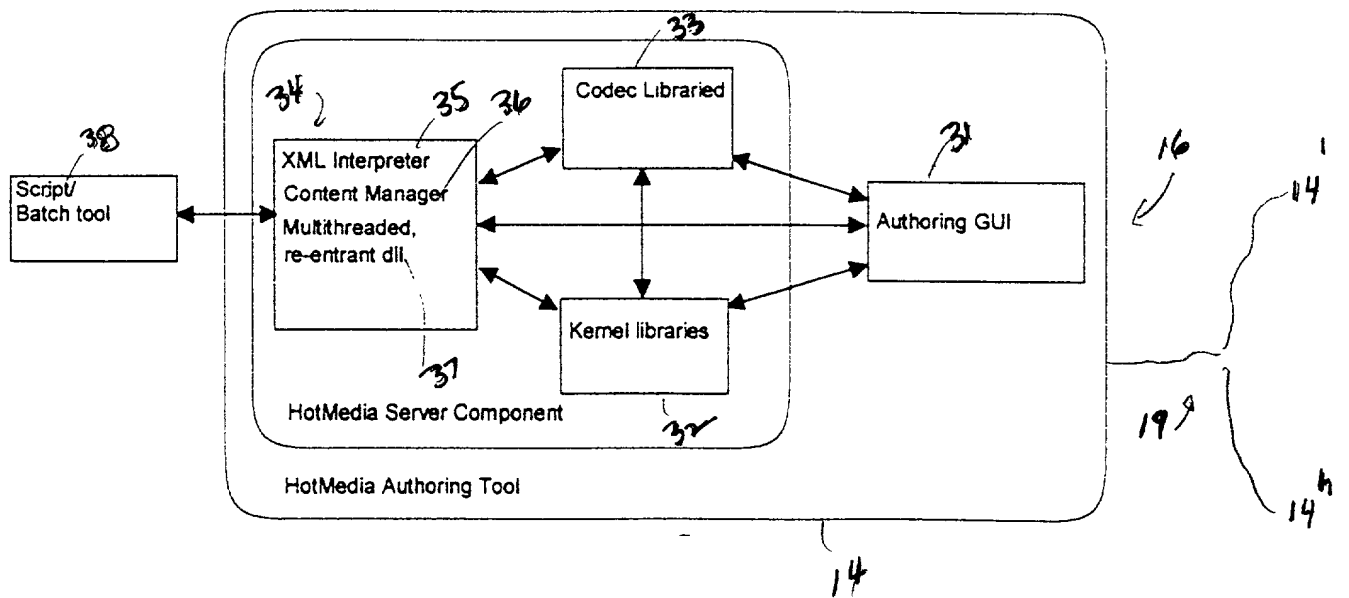 33
Codec Libraried
34
35
36
XML Interpreter
Content Manager
Multithreaded,
re-entrant dll
37
38
Script/
Batch tool
31
Authoring GUI
16
14 1
Kernel libraries
32
HotMedia Server Component
19
HotMedia Authoring Tool
14 n
14